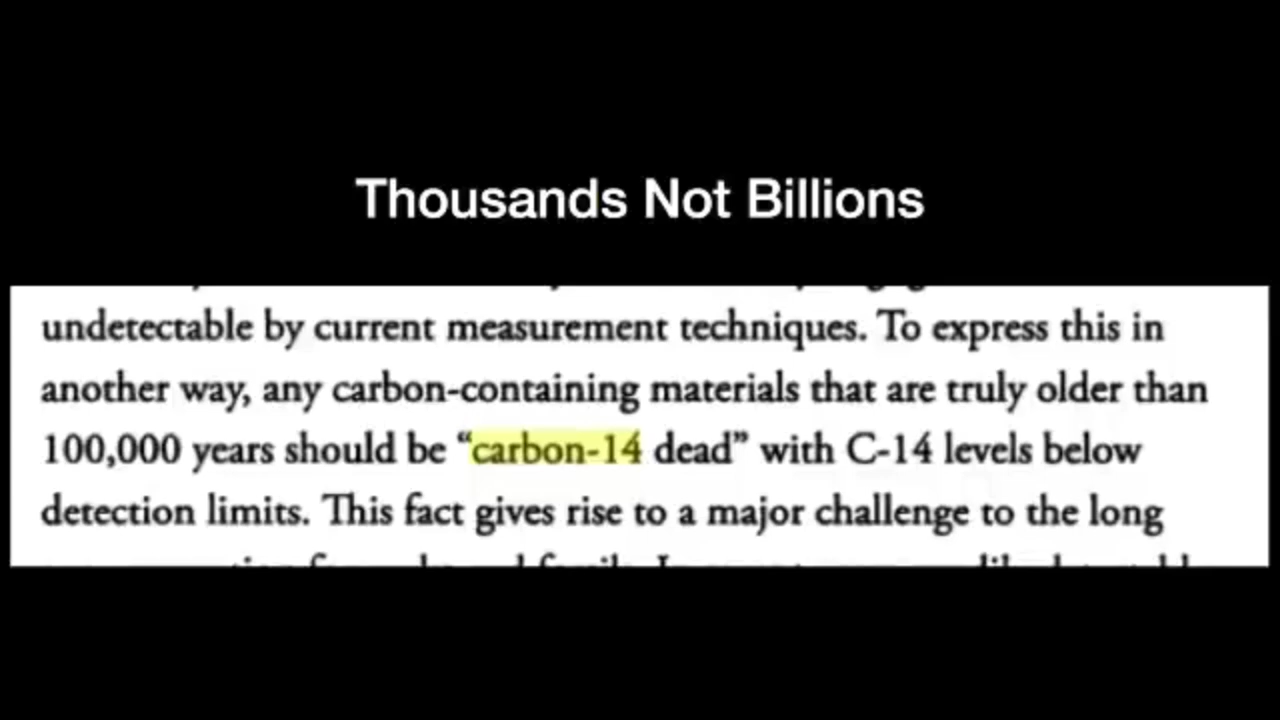 Thousands Not Billions
undetectable by current measurement techniques. To express this in
another way, any carbon-containing materials that are truly older than
100,000 years should be “carbon-14 dead” with C-14 levels below
detection limits. This fact gives rise to a major challenge to the long